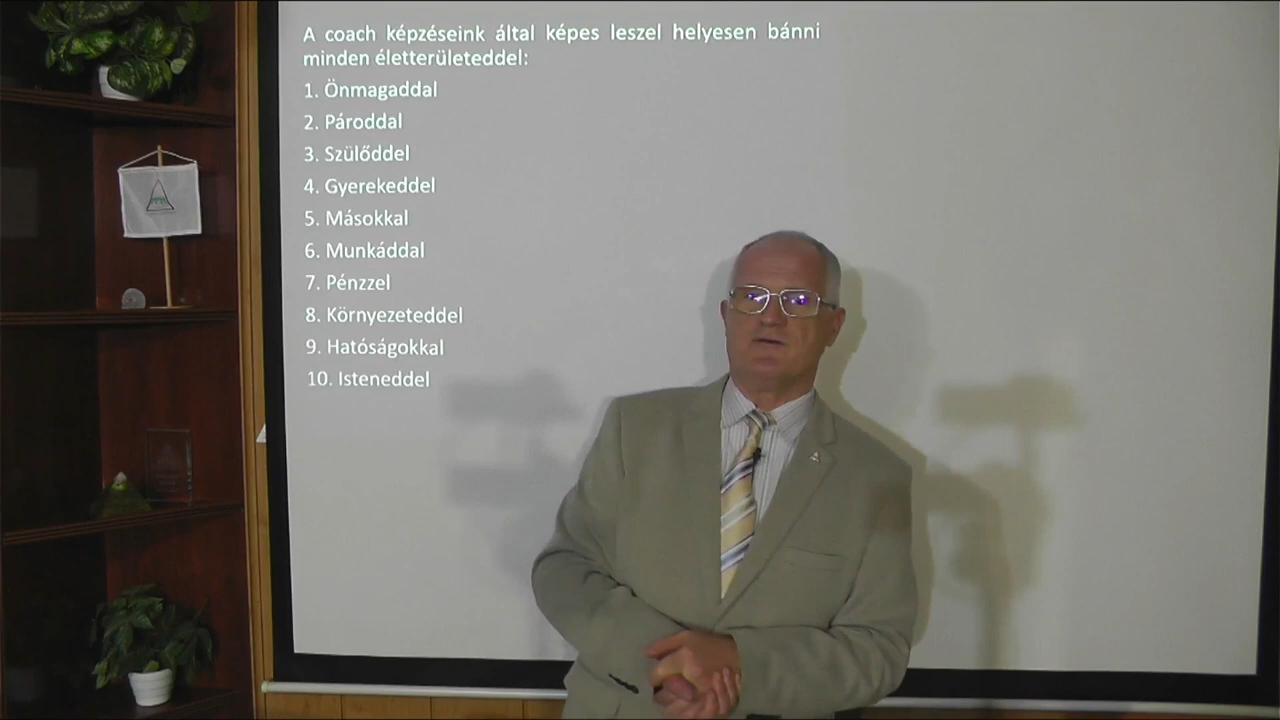 A coach képzéseink által képes leszel helyesen bánni
minden életterületeddel:
1. Önmagaddal
2. Pároddal
3. Szülőddel
4. Gyerekeddel
5. Másokkal
6. Munkáddal
7. Pénzzel
8. Környezeteddel
9. Hatóságokkal
10. Isteneddel